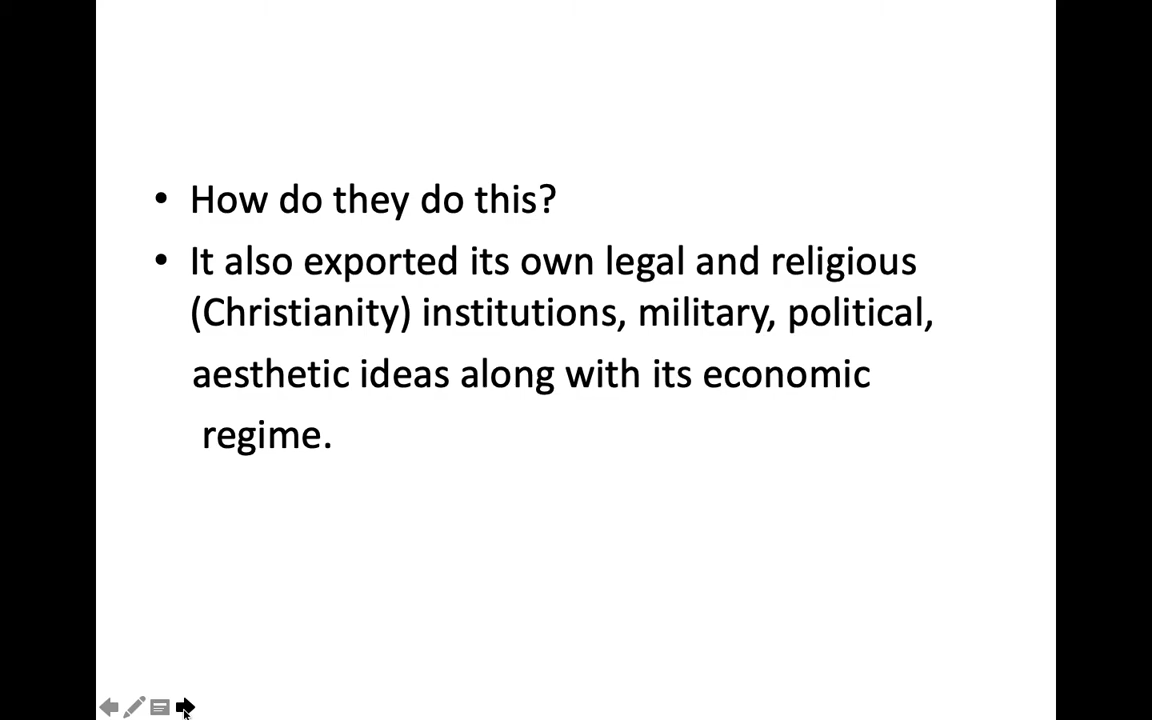 • How do they do this?
• It also exported its own legal and religious
(Christianity) institutions, military, political,
aesthetic ideas along with its economic
regime.